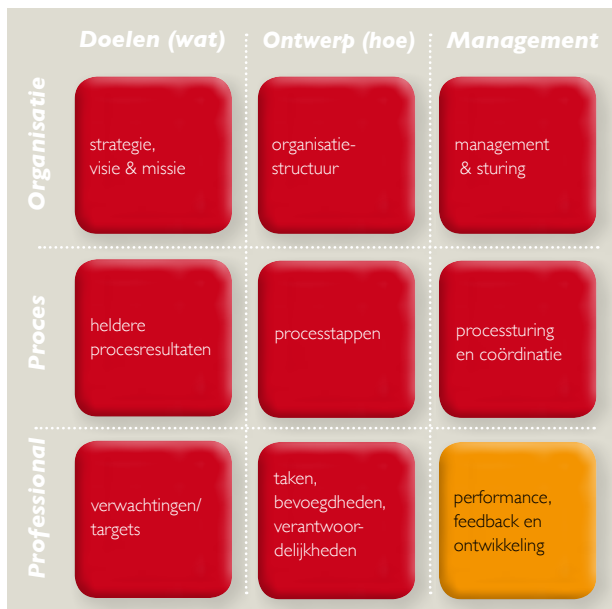 Doelen (wat)
Ontwerp (hoe)
Management
Organisatie
strategie,
visie & missie
organisatie-
structuur
management
& sturing
Proces
heldere
procesresultaten
processtappen
processturing
en coördinatie
Professional
verwachtingen/
targets
taken,
bevoegdheden,
verantwoor-
delijkheden
performance,
feedback en
ontwikkeling